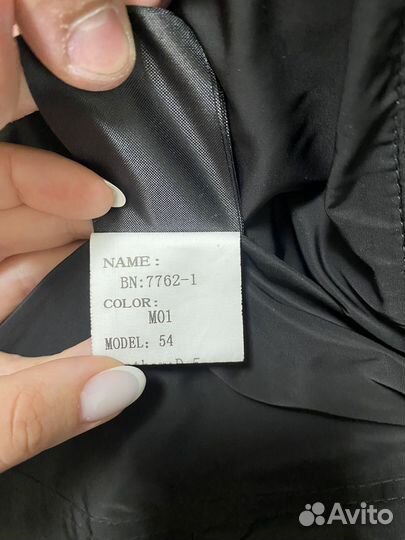 NAME:
BN:7762-1
COLOR:
M01
MODEL: 54
Avito